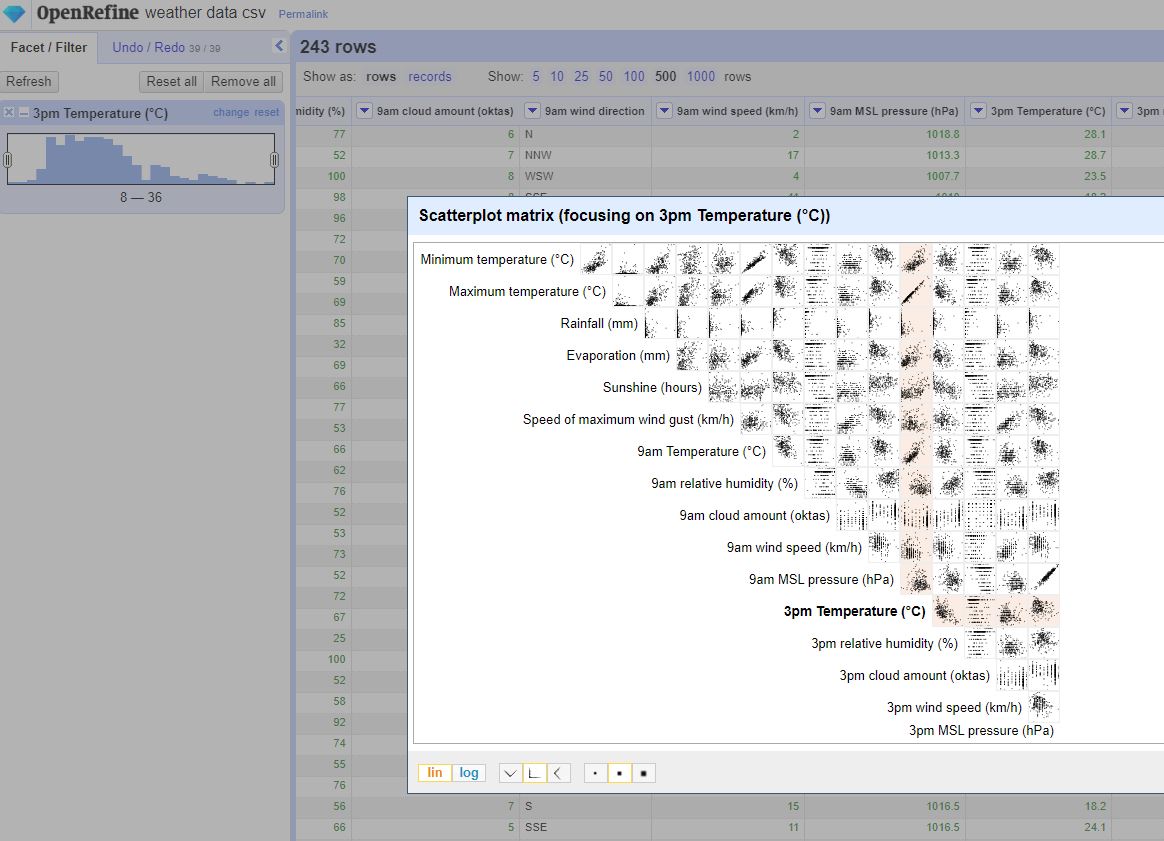 OpenRefine weather data csv Permalink
Facet / Filter Undo / Redo 39 / 39
243 rows
Refresh Reset all Remove all
Show as: rows records Show: 5 10 25 50 100 500 1000 rows
3pm Temperature (°C) change reset
8 — 36
midity (%) 9am cloud amount (oktas) 9am wind direction 9am wind speed (km/h) 9am MSL pressure (hPa) 3pm Temperature (°C) 3pm
77 6 N 2 1018.8 28.1
52 7 NNW 17 1013.3 28.7
100 8 WSW 4 1007.7 23.5
98
96
72
70
59
69
85
32
69
66
77
53
66
62
76
52
53
73
52
72
67
25
100
52
58
92
74
55
76
56 7 S 15 1016.5 18.2
66 5 SSE 11 1016.5 24.1
Scatterplot matrix (focusing on 3pm Temperature (°C))
Minimum temperature (°C)
Maximum temperature (°C)
Rainfall (mm)
Evaporation (mm)
Sunshine (hours)
Speed of maximum wind gust (km/h)
9am Temperature (°C)
9am relative humidity (%)
9am cloud amount (oktas)
9am wind speed (km/h)
9am MSL pressure (hPa)
3pm Temperature (°C)
3pm relative humidity (%)
3pm cloud amount (oktas)
3pm wind speed (km/h)
3pm MSL pressure (hPa)
lin log